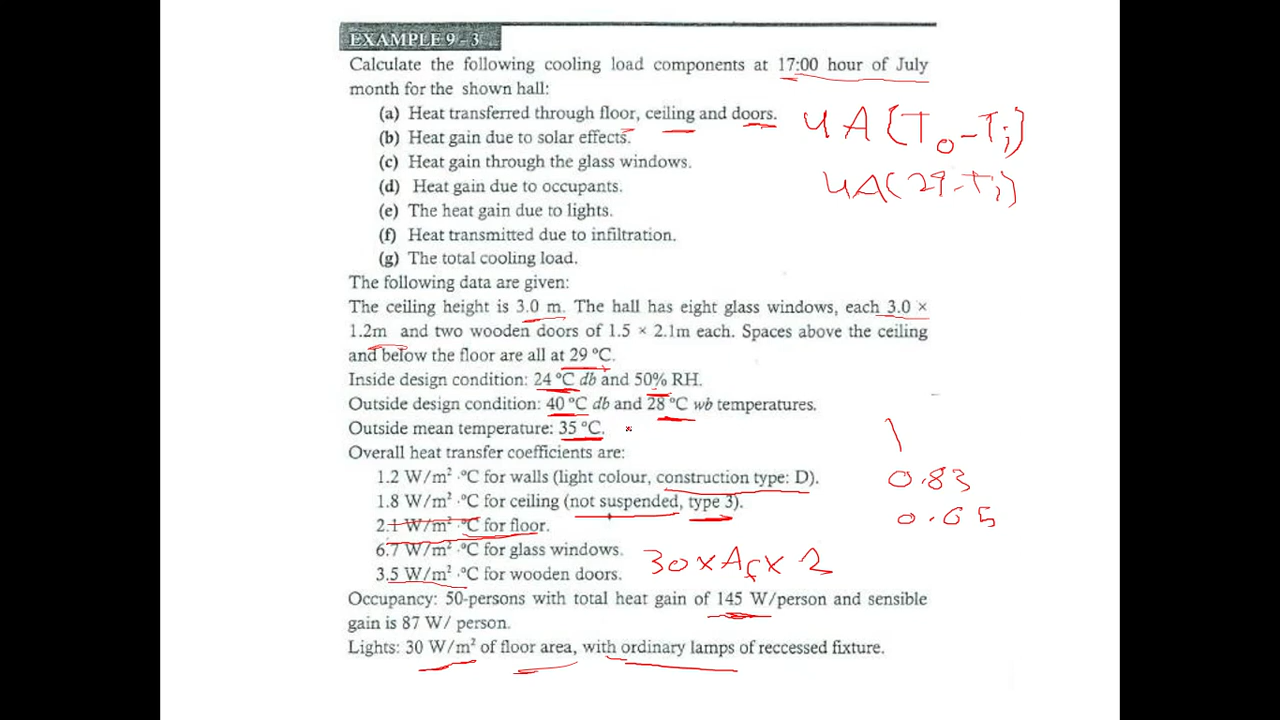 EXAMPLE 9 - 3
Calculate the following cooling load components at 17:00 hour of July
month for the shown hall:
(a) Heat transferred through floor, ceiling and doors.
UA(To-Ti)
(b) Heat gain due to solar effects.
(c) Heat gain through the glass windows.
(d) Heat gain due to occupants.
UA(29-Ti)
(e) The heat gain due to lights.
(f) Heat transmitted due to infiltration.
(g) The total cooling load.
The following data are given:
The ceiling height is 3.0 m. The hall has eight glass windows, each 3.0 ×
1.2m and two wooden doors of 1.5 × 2.1m each. Spaces above the ceiling
and below the floor are all at 29 °C.
Inside design condition: 24 °C db and 50% RH.
Outside design condition: 40 °C db and 28 °C wb temperatures.
Outside mean temperature: 35 °C.
Overall heat transfer coefficients are:
1.2 W/m² ·°C for walls (light colour, construction type: D).
0.83
1.8 W/m² ·°C for ceiling (not suspended, type 3).
0.65
2.1 W/m² ·°C for floor.
6.7 W/m² ·°C for glass windows.
30×Af×2
3.5 W/m² ·°C for wooden doors.
Occupancy: 50-persons with total heat gain of 145 W/person and sensible
gain is 87 W/ person.
Lights: 30 W/m² of floor area, with ordinary lamps of reccessed fixture.